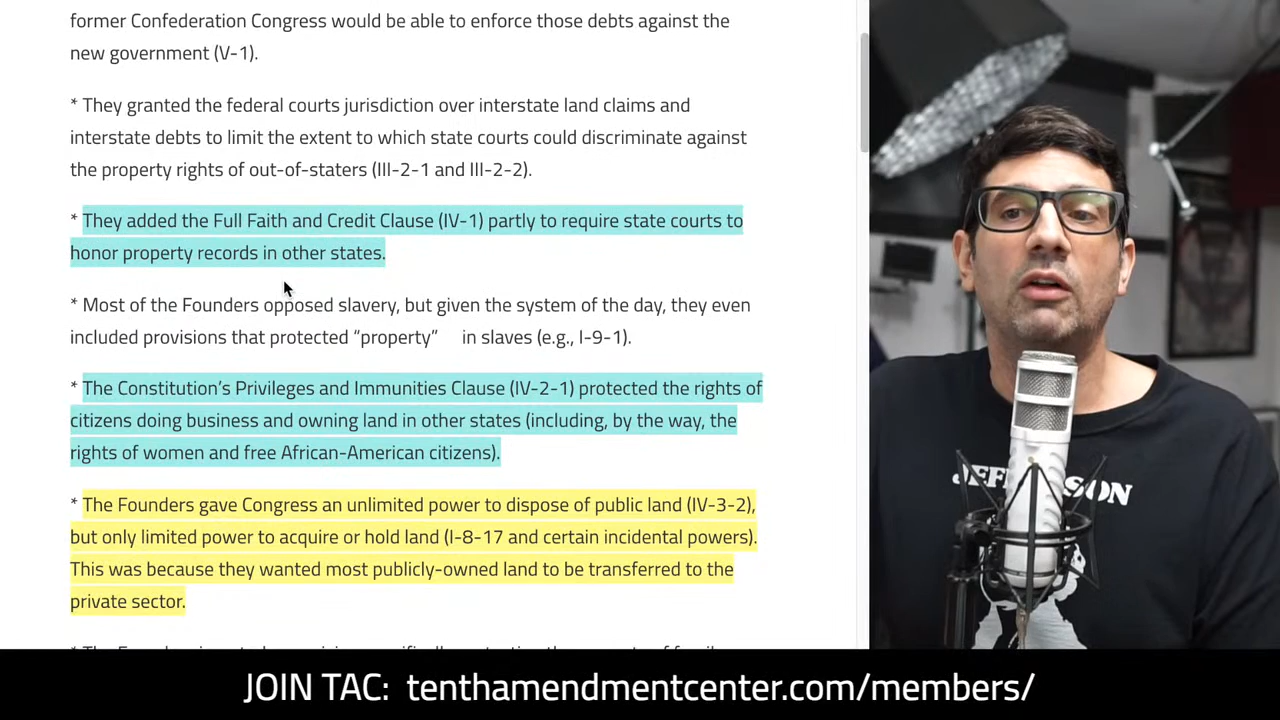 former Confederation Congress would be able to enforce those debts against the
new government (V-1).
* They granted the federal courts jurisdiction over interstate land claims and
interstate debts to limit the extent to which state courts could discriminate against
the property rights of out-of-staters (III-2-1 and III-2-2).
* They added the Full Faith and Credit Clause (IV-1) partly to require state courts to
honor property records in other states.
* Most of the Founders opposed slavery, but given the system of the day, they even
included provisions that protected “property” in slaves (e.g., I-9-1).
* The Constitution’s Privileges and Immunities Clause (IV-2-1) protected the rights of
citizens doing business and owning land in other states (including, by the way, the
rights of women and free African-American citizens).
* The Founders gave Congress an unlimited power to dispose of public land (IV-3-2),
but only limited power to acquire or hold land (I-8-17 and certain incidental powers).
This was because they wanted most publicly-owned land to be transferred to the
private sector.
JOIN TAC: tenthamendmentcenter.com/members/